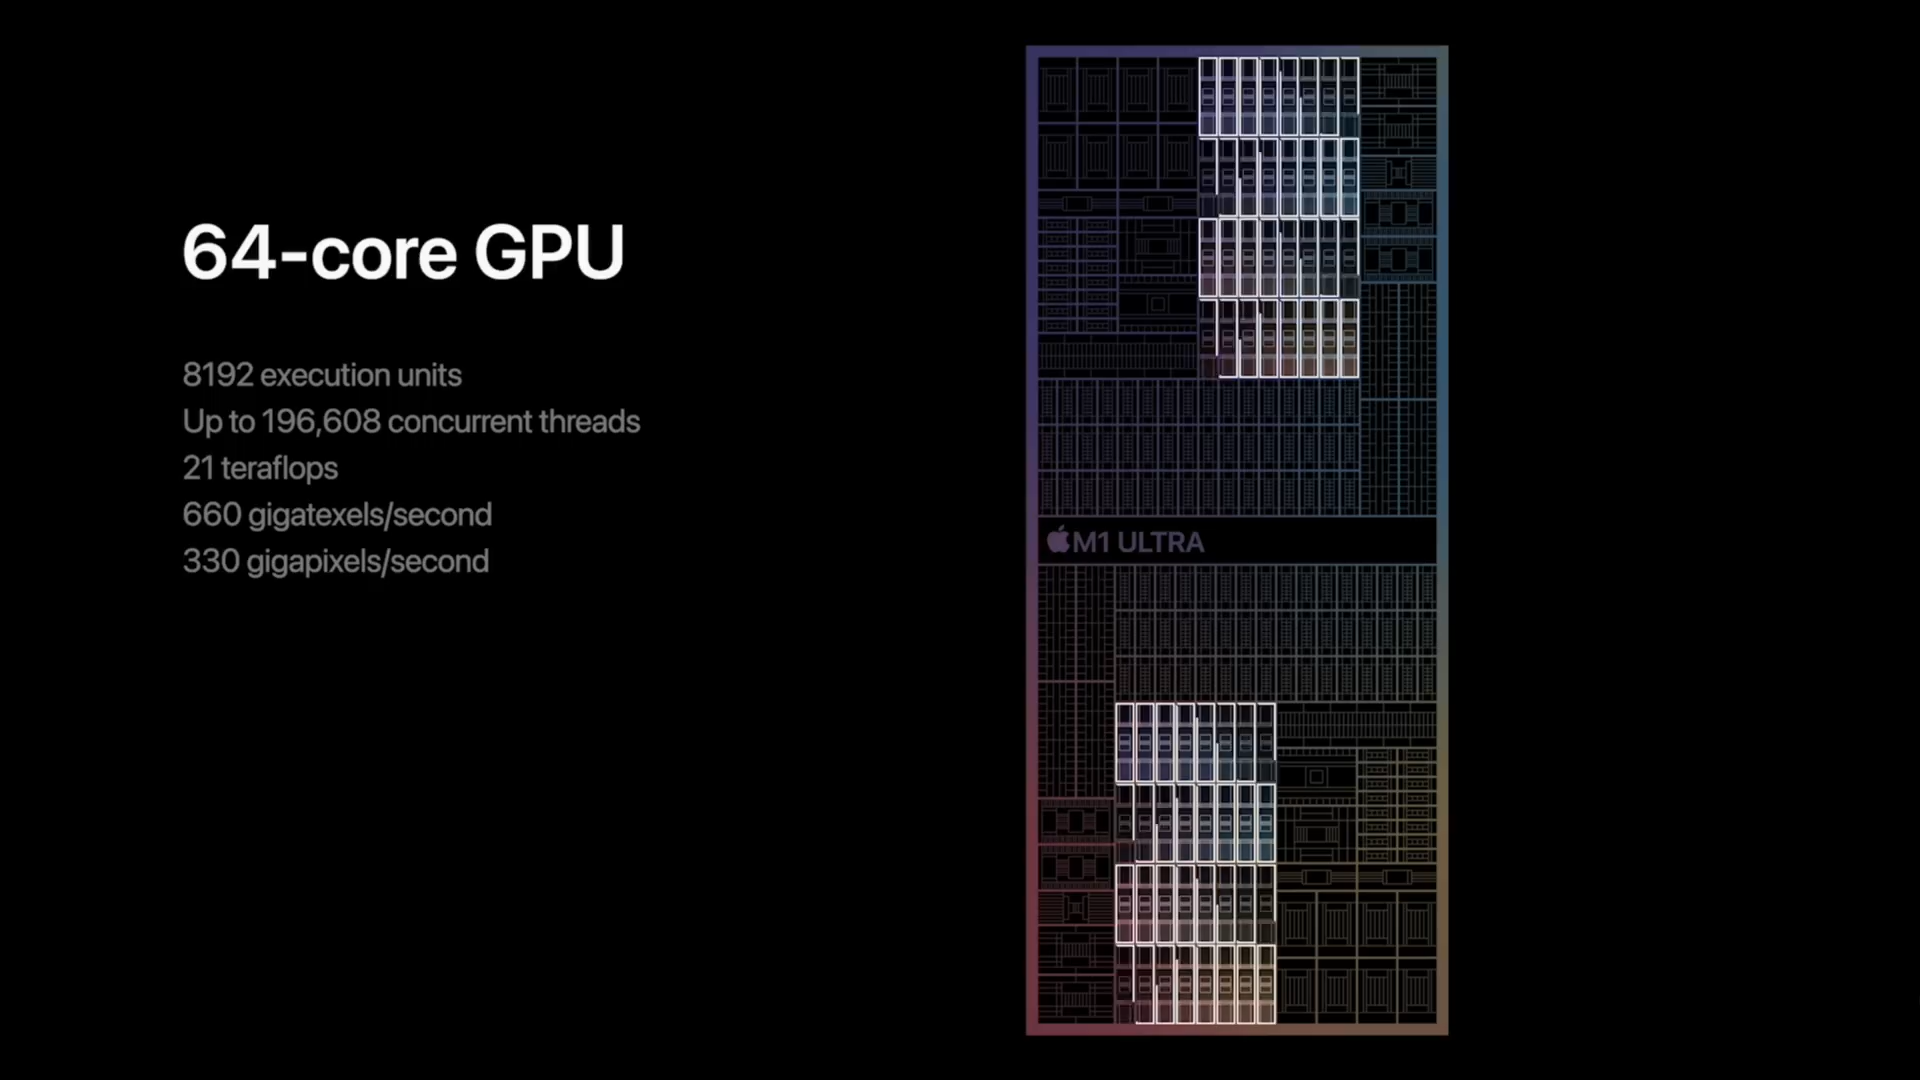 64-core GPU
8192 execution units
Up to 196,608 concurrent threads
21 teraflops
660 gigatexels/second
330 gigapixels/second
M1 ULTRA